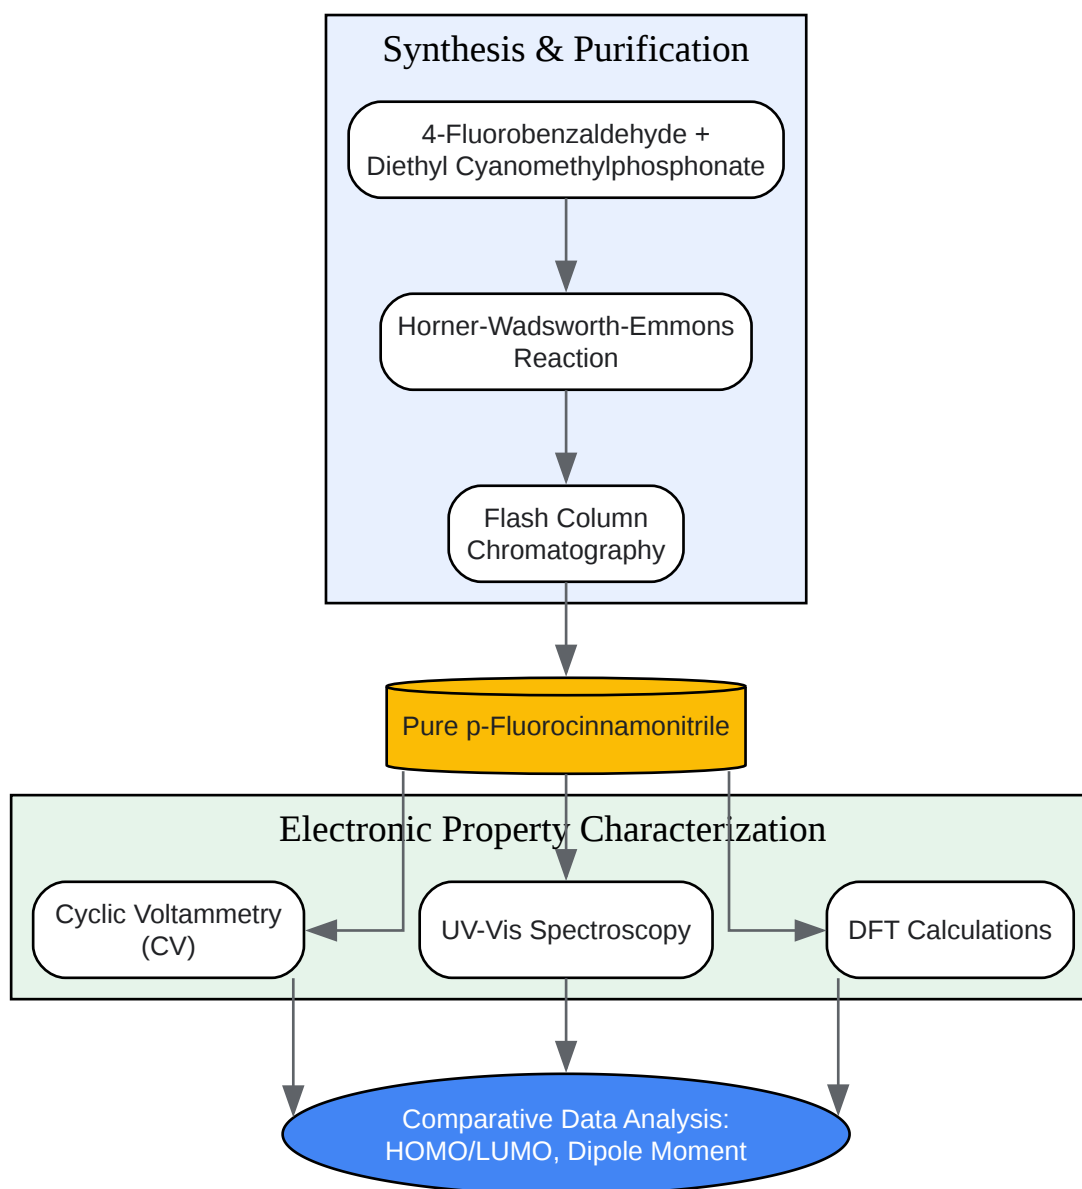 Synthesis & Purification
4-Fluorobenzaldehyde +
Diethyl Cyanomethylphosphonate
Horner-Wadsworth-Emmons
Reaction
Flash Column
Chromatography
Pure p-Fluorocinnamonitrile
Electronic Property Characterization
Cyclic Voltammetry
(CV)
UV-Vis Spectroscopy
DFT Calculations
Comparative Data Analysis:
HOMO/LUMO, Dipole Moment